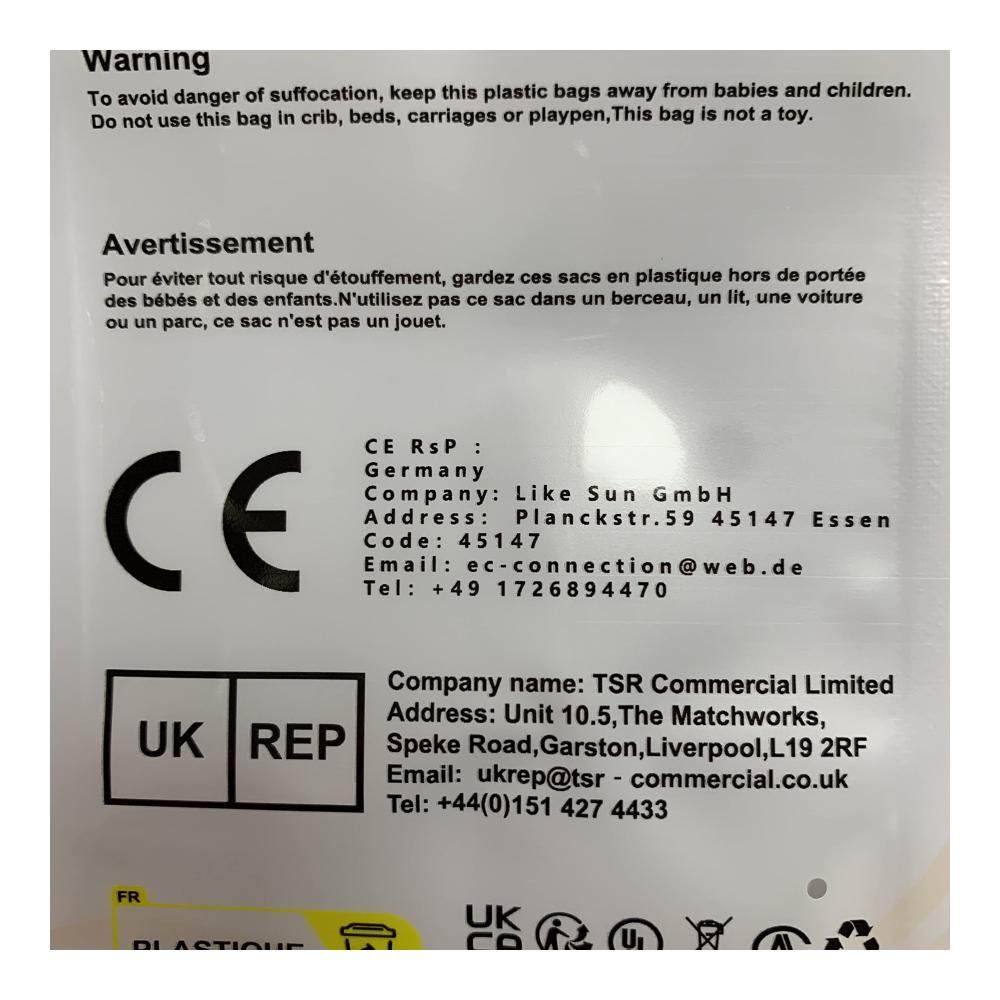 Warning
To avoid danger of suffocation, keep this plastic bags away from babies and children.
Do not use this bag in crib, beds, carriages or playpen,This bag is not a toy.
Avertissement
Pour éviter tout risque d'étouffement, gardez ces sacs en plastique hors de portée
des bébés et des enfants.N'utilisez pas ce sac dans un berceau, un lit, une voiture
ou un parc, ce sac n'est pas un jouet.
CE
CE RsP :
Germany
Company: Like Sun GmbH
Address: Planckstr.59 45147 Essen
Code: 45147
Email: ec-connection@web.de
Tel: +49 1726894470
UK REP
Company name: TSR Commercial Limited
Address: Unit 10.5,The Matchworks,
Speke Road,Garston,Liverpool,L19 2RF
Email: ukrep@tsr - commercial.co.uk
Tel: +44(0)151 427 4433
FR
PLASTIQUE
UK
CA
UL